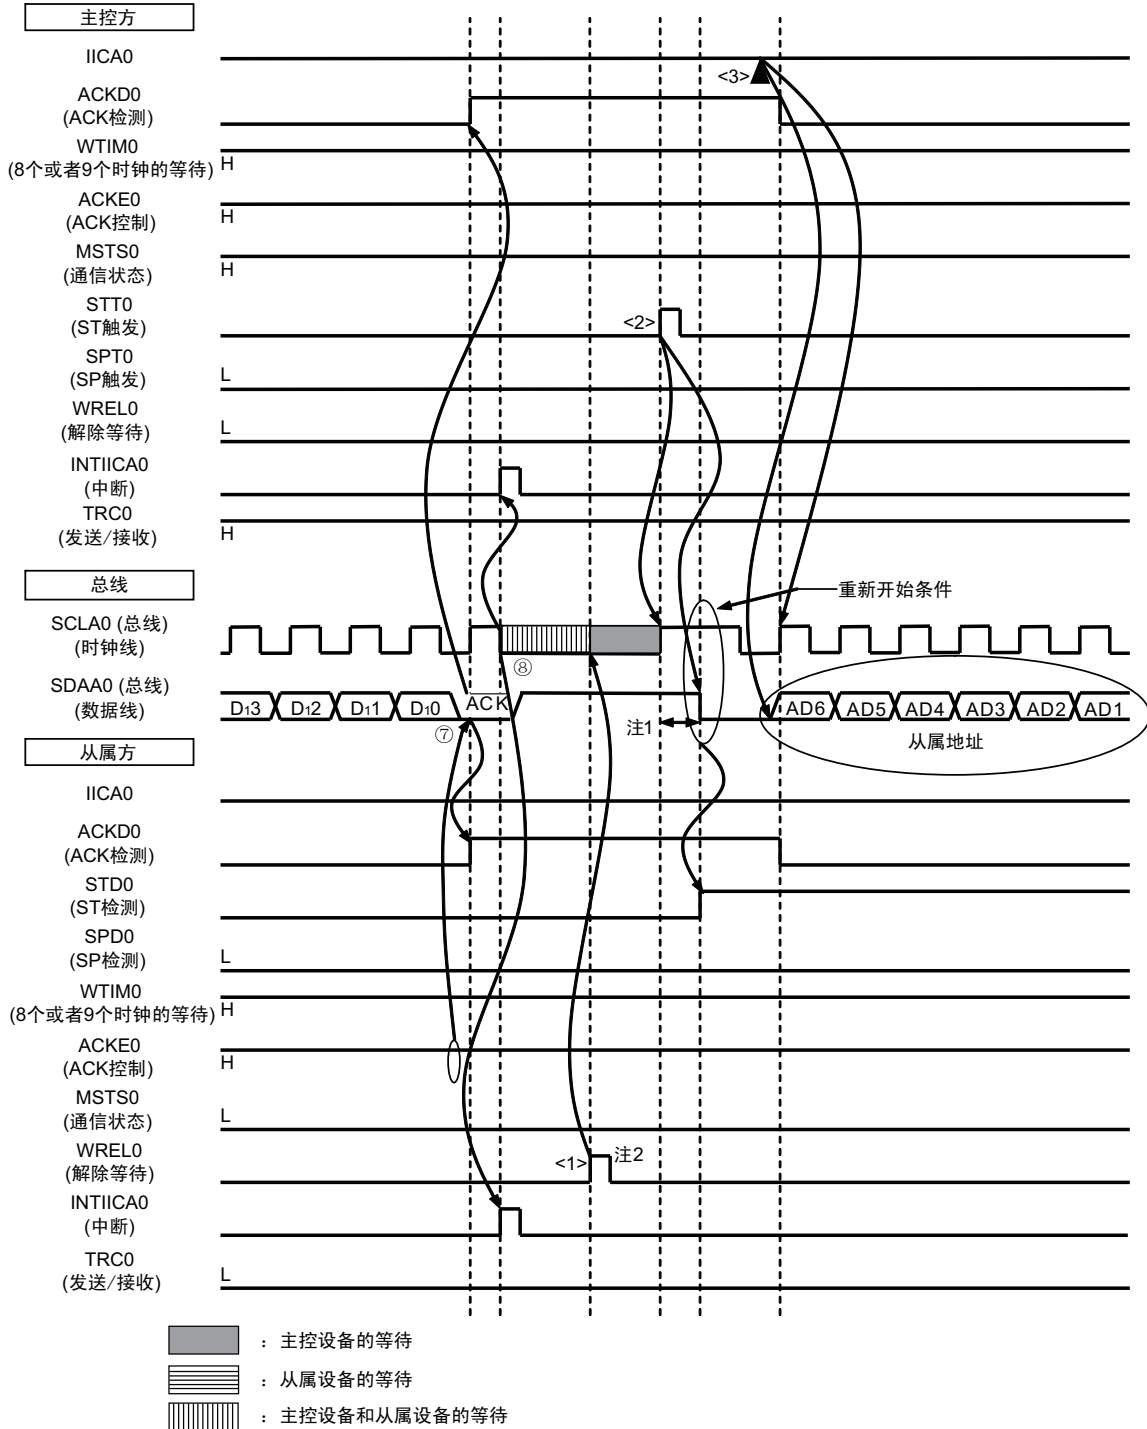 主控方
IICA0
<3>
ACKD0
(ACK检测)
WTIM0
(8个或者9个时钟的等待) H
ACKE0
(ACK控制) H
MSTS0
(通信状态) H
STT0
(ST触发)
<2>
SPT0
(SP触发) L
WREL0
(解除等待) L
INTIICA0
(中断)
TRC0
(发送/接收) H
总线
重新开始条件
SCLA0 (总线)
(时钟线)
⑧
SDAA0 (总线)
(数据线)
D13 D12 D11 D10 ACK AD6 AD5 AD4 AD3 AD2 AD1
⑦
注1
从属地址
从属方
IICA0
ACKD0
(ACK检测)
STD0
(ST检测)
SPD0
(SP检测) L
WTIM0
(8个或者9个时钟的等待) H
ACKE0
(ACK控制) H
MSTS0
(通信状态) L
WREL0
(解除等待)
<1> 注2
INTIICA0
(中断)
TRC0
(发送/接收) L
：主控设备的等待
：从属设备的等待
：主控设备和从属设备的等待